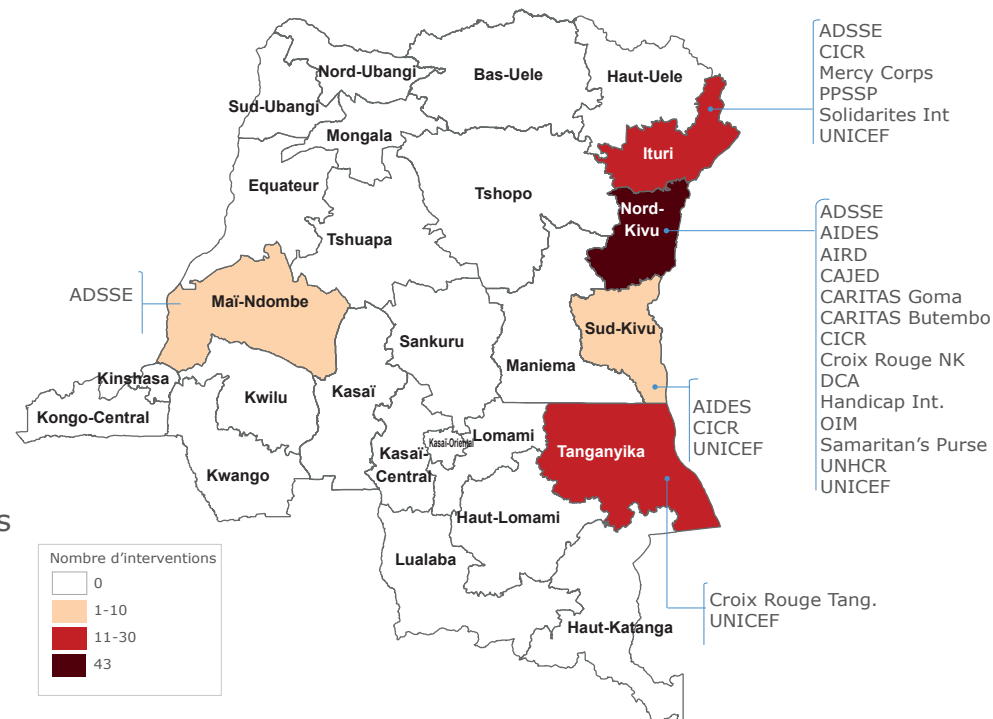 ADSSE
CICR
Mercy Corps
PPSSP
Solidarites Int
UNICEF
Nord-Ubangi
Bas-Uele
Haut-Uele
Sud-Ubangi
Mongala
Ituri
Equateur
Tshopo
Nord-
Kivu
Tshuapa
ADSSE
AIDES
AIRD
CAJED
CARITAS Goma
CARITAS Butembo
CICR
Croix Rouge NK
DCA
Handicap Int.
OIM
Samaritan's Purse
UNHCR
UNICEF
ADSSE
Maï-Ndombe
Sud-Kivu
Sankuru
Maniema
Kinshasa
Kwilu
Kasaï
Kongo-Central
AIDES
CICR
UNICEF
Kasaï-Oriental
Lomami
Kasaï-
Central
Tanganyika
Kwango
Haut-Lomami
s
Lualaba
Nombre d'interventions
0
1-10
11-30
43
Croix Rouge Tang.
UNICEF
Haut-Katanga